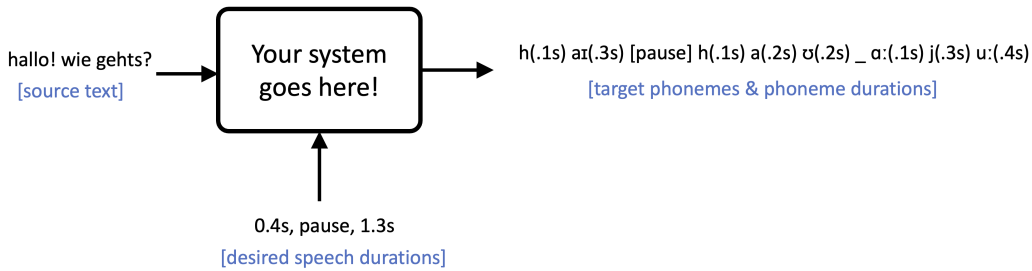 hallo! wie gehts?
[source text]
Your system
goes here!
h(.1s) aɪ(.3s) [pause] h(.1s) a(.2s) ʊ(.2s) _ ɑː(.1s) j(.3s) uː(.4s)
[target phonemes & phoneme durations]
0.4s, pause, 1.3s
[desired speech durations]